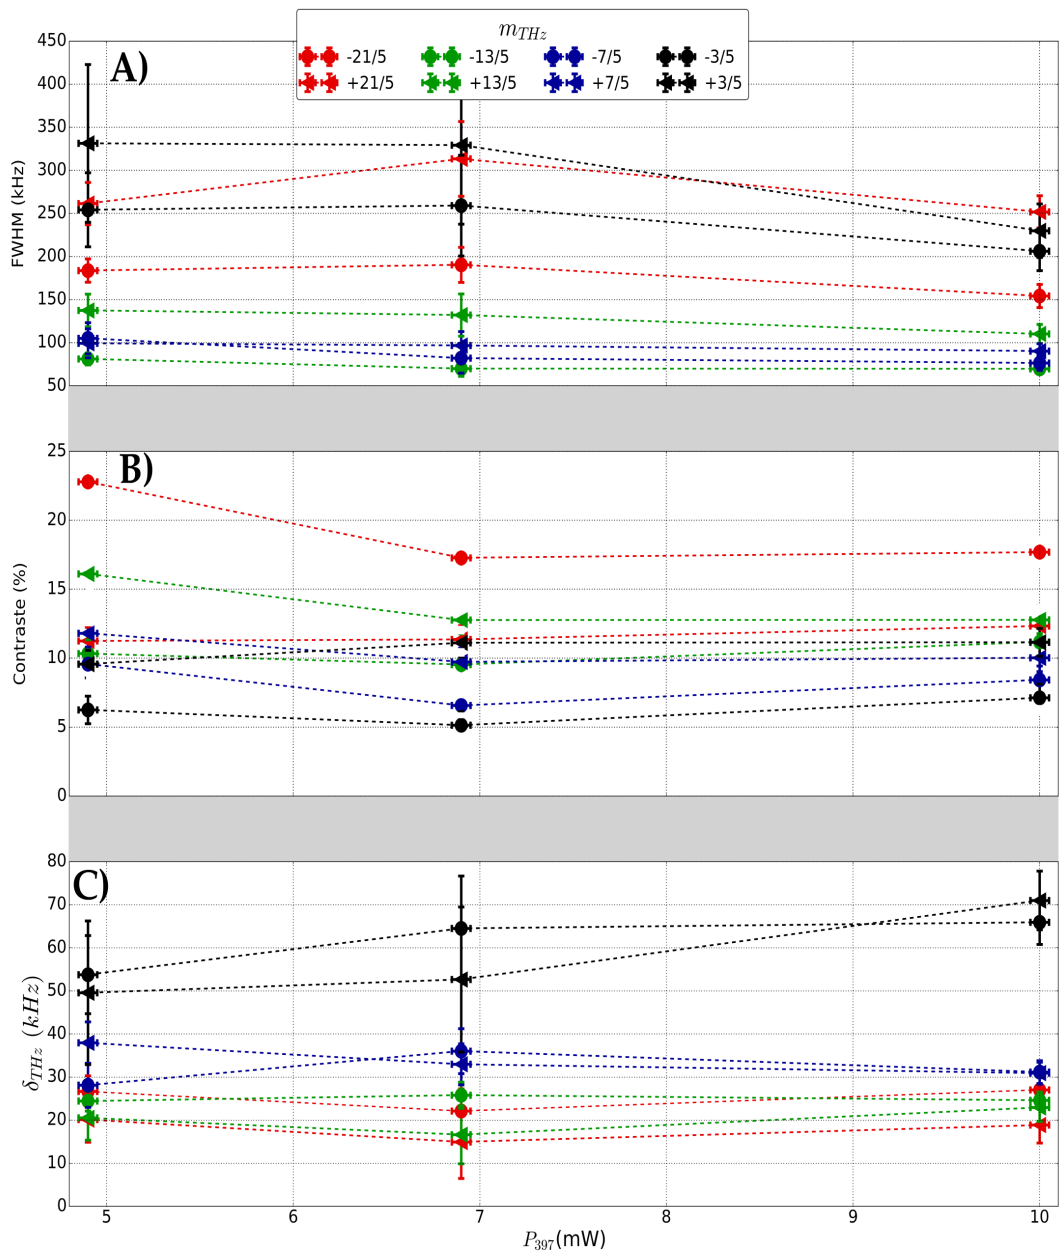 m_THz
-21/5 -13/5 -7/5 -3/5
+21/5 +13/5 +7/5 +3/5
A)
FWHM (kHz)
450
400
350
300
250
200
150
100
50
B)
Contraste (%)
25
20
15
10
5
0
C)
δ_THz (kHz)
80
70
60
50
40
30
20
10
0
5 6 7 8 9 10
P_397(mW)